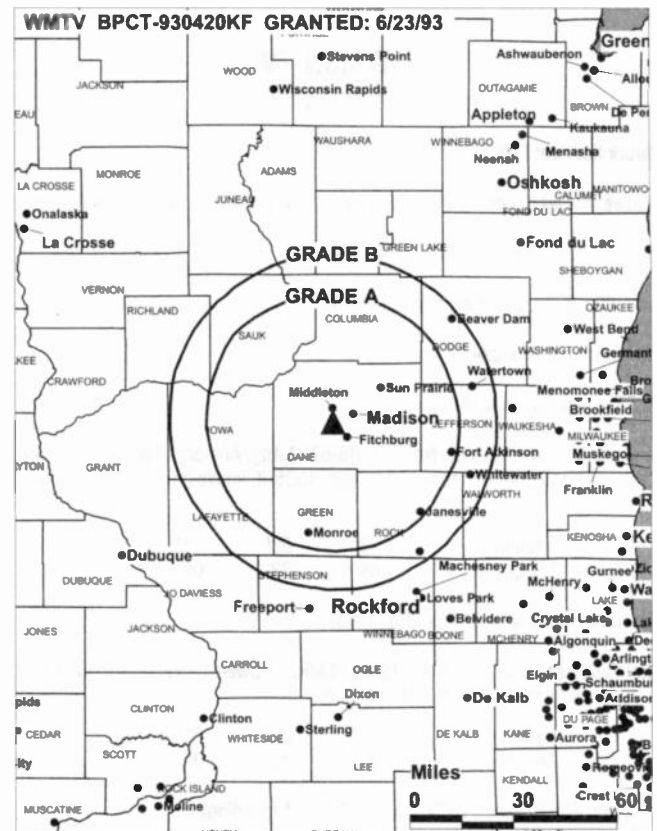 WMTV BPCT-930420KF GRANTED: 6/23/93
Stevens Point
WOOD
Wisconsin Rapids
JACKSON
Ashwaubenon
Green
OUTAGAMIE
BROWN
Appleton
Kaukauna
WAUSHARA
WINNEBAGO
Menasha
Neenah
MONROE
ADAMS
LA CROSSE
JUNEAU
Oshkosh
CALUMET
MANITOWO
Onalaska
La Crosse
FOND DU LAC
GREEN LAKE
Fond du Lac
GRADE B
SHEBOYGAN
VERNON
GRADE A
RICHLAND
COLUMBIA
OZAUKEE
Beaver Dam
SAUK
DODGE
West Bend
WASHINGTON
Watertown
Germant
CRAWFORD
Middleton
Sun Prairie
Menomonee Falls
Madison
Brookfield
JEFFERSON
WAUKESHA
IOWA
Fitchburg
MILWAUKEE
DANE
Fort Atkinson
Muskego
GRANT
Whitewater
Franklin
WALWORTH
GREEN
Janesville
LAFAYETTE
Monroe
ROCK
KENOSHA
Dubuque
Machesney Park
STEPHENSON
Gurnee
DUBUQUE
JO DAVIESS
McHenry
LAKE
Freeport
Rockford
Loves Park
Belvidere
Crystal Lake
JONES
JACKSON
WINNEBAGO
BOONE
MCHENRY
Algonquin
CARROLL
OGLE
Arlingt
Elgin
Schaumbur
Dixon
CLINTON
De Kalb
Addison
Clinton
Sterling
DU PAGE
CEDAR
WHITESIDE
DE KALB
KANE
Aurora
SCOTT
LEE
Miles
Romeov
KENDALL
ROCK ISLAND
Crest
Moline
MUSCATINE
0 30 60